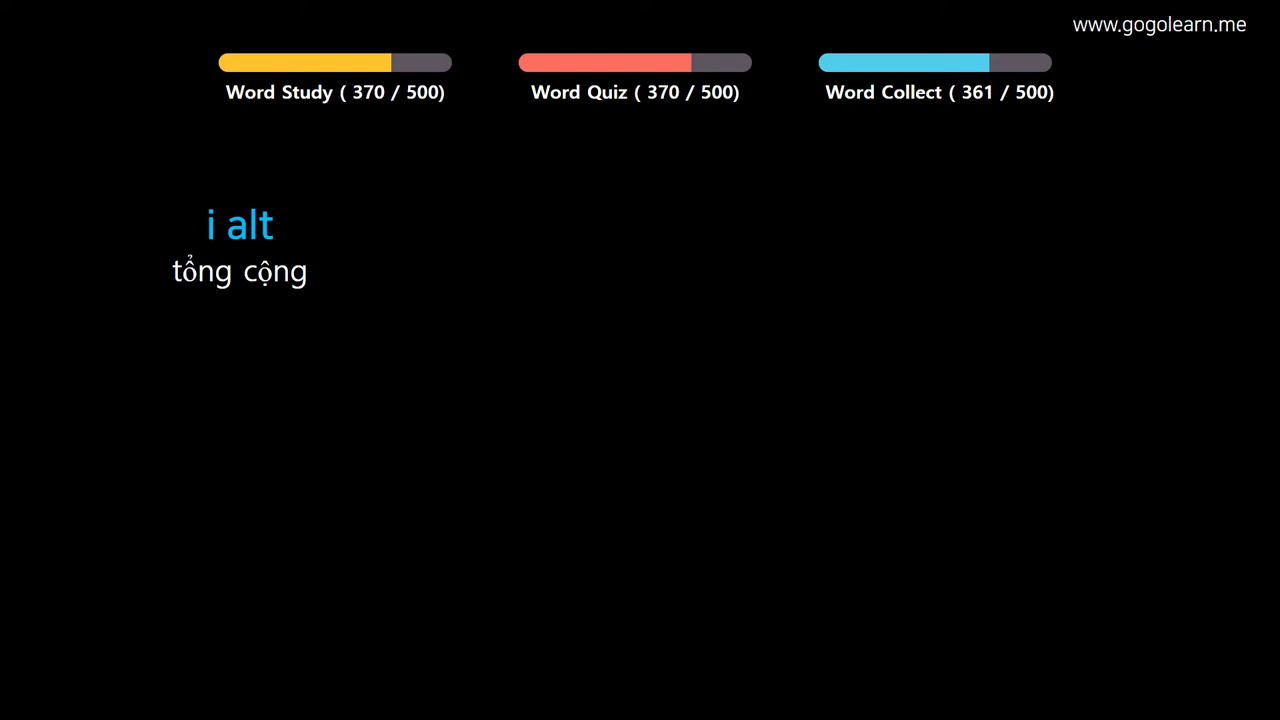 www.gogolearn.me
Word Study ( 370 / 500)
Word Quiz ( 370 / 500)
Word Collect ( 361 / 500)
i alt
tổng cộng